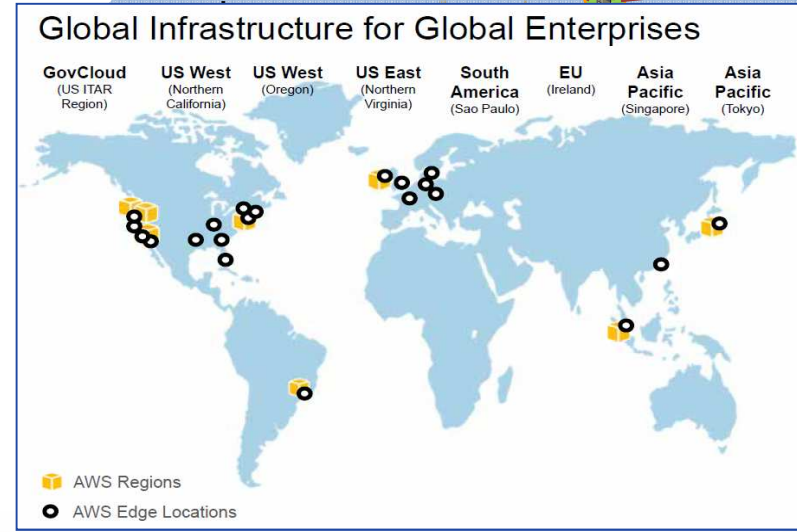 Global Infrastructure for Global Enterprises
GovCloud
(US ITAR
Region)
US West
(Northern
California)
US West
(Oregon)
US East
(Northern
Virginia)
South
America
(Sao Paulo)
EU
(Ireland)
Asia
Pacific
(Singapore)
Asia
Pacific
(Tokyo)
AWS Regions
AWS Edge Locations